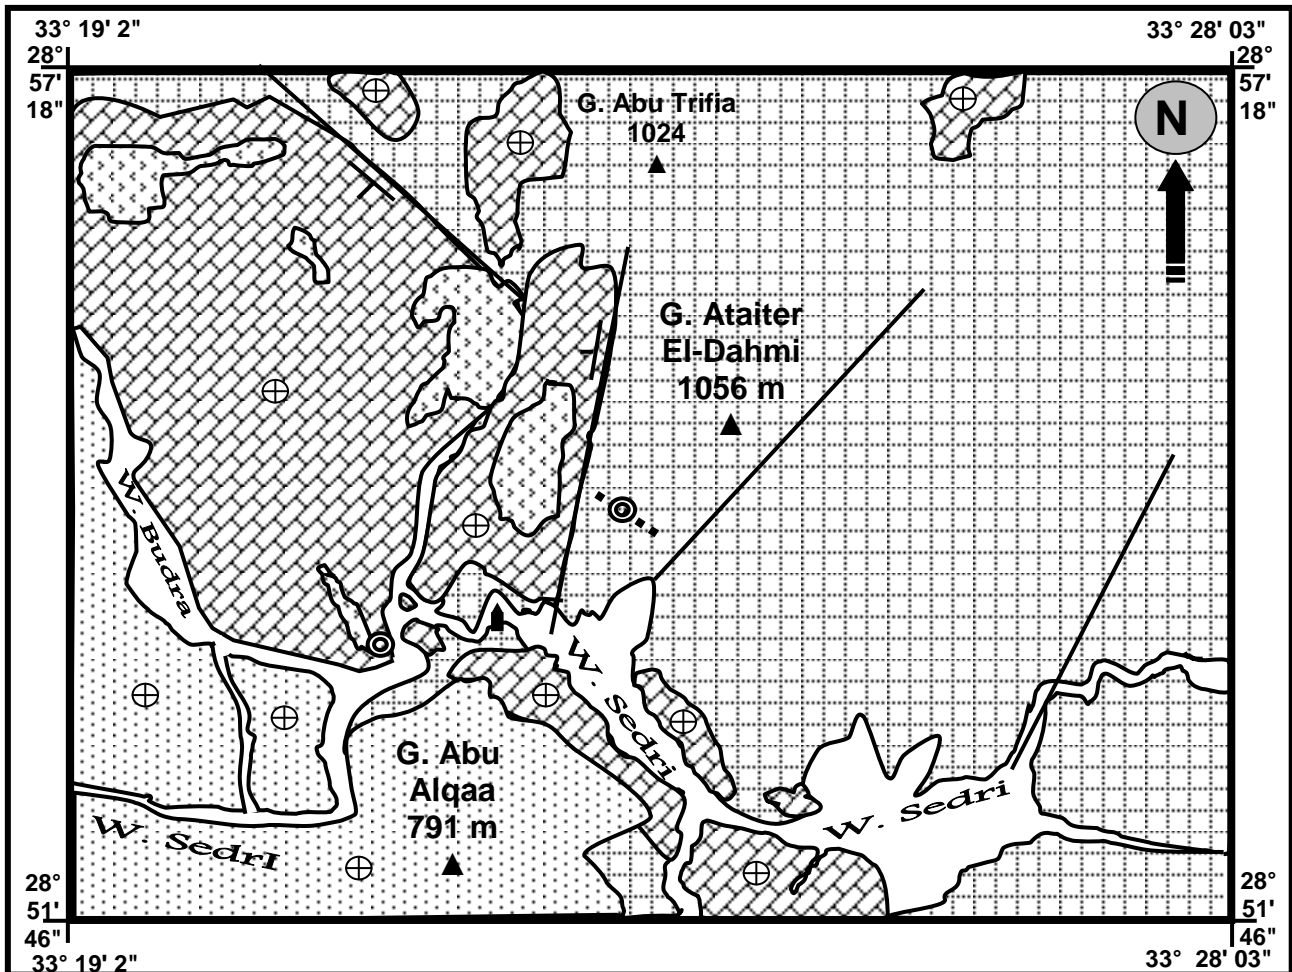 33° 19' 2"
33° 28' 03"
28°
57'
18"
28°
57'
18"
N
G. Abu Trifia
1024
G. Ataiter
El-Dahmi
1056 m
W. Budra
W. Sedri
G. Abu
Alqaa
791 m
W. Sedri
W. SedrI
28°
51'
46"
28°
51'
46"
33° 19' 2"
33° 28' 03"